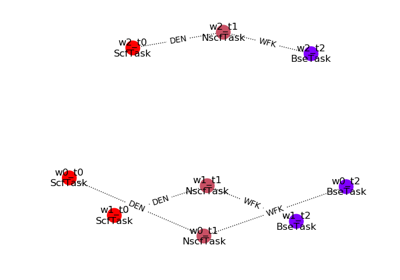 w2_t1
NscfTask
w2_t0
ScfTask
DEN
WFK
w2_t2
BseTask
w0_t0
ScfTask
w1_t1
NscfTask
w0_t2
BseTask
DEN
DEN
WFK
WFK
w1_t0
ScfTask
w1_t2
BseTask
w0_t1
NscfTask